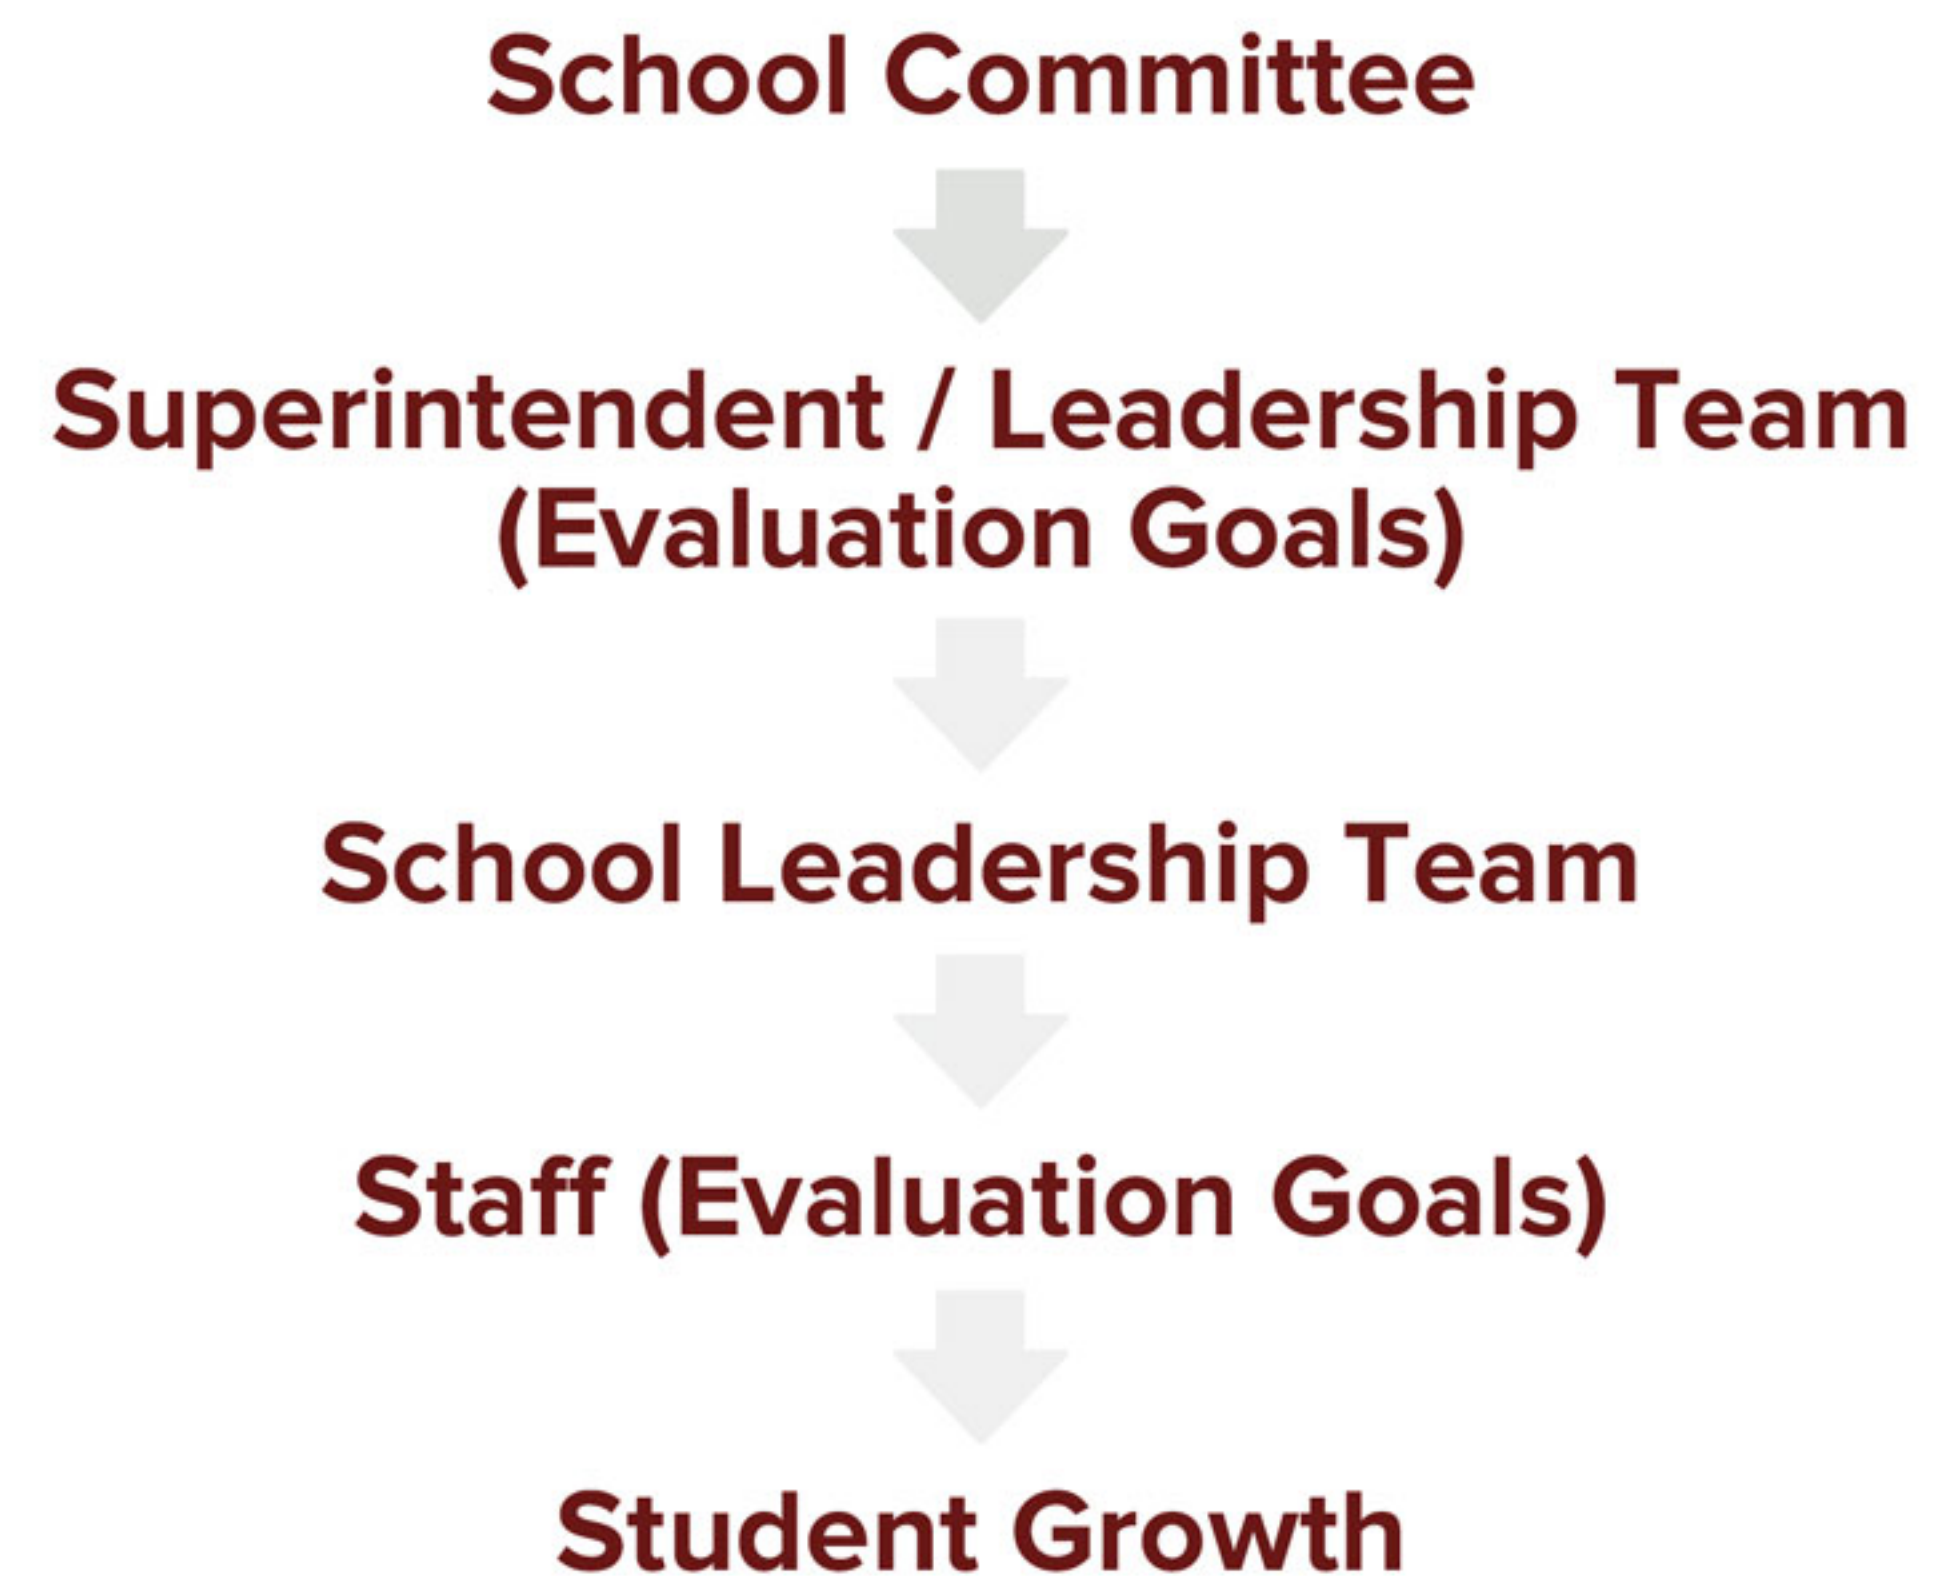 School Committee
Superintendent / Leadership Team
(Evaluation Goals)
School Leadership Team
Staff (Evaluation Goals)
Student Growth